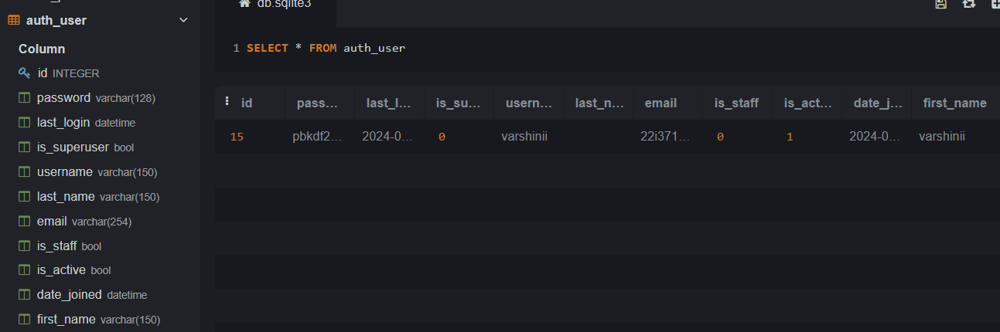 auth_user
Column
id INTEGER
password varchar(128)
last_login datetime
is_superuser bool
username varchar(150)
last_name varchar(150)
email varchar(254)
is_staff bool
is_active bool
date_joined datetime
first_name varchar(150)
db.sqlite3
1 SELECT * FROM auth_user
id pass... last_l... is_su... usern... last_n... email is_staff is_act... date_j... first_name
15 pbkdf2... 2024-0... 0 varshinii 22i371... 0 1 2024-0... varshinii